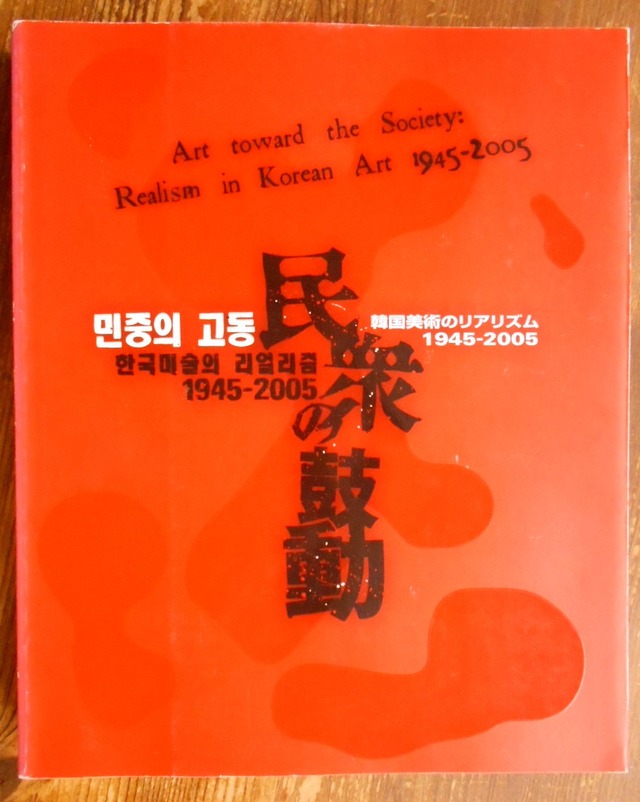 Art toward the Society:
Realism in Korean Art 1945-2005
민중의 고동
한국미술의 리얼리즘
1945-2005
民衆の鼓動
韓国美術のリアリズム
1945-2005